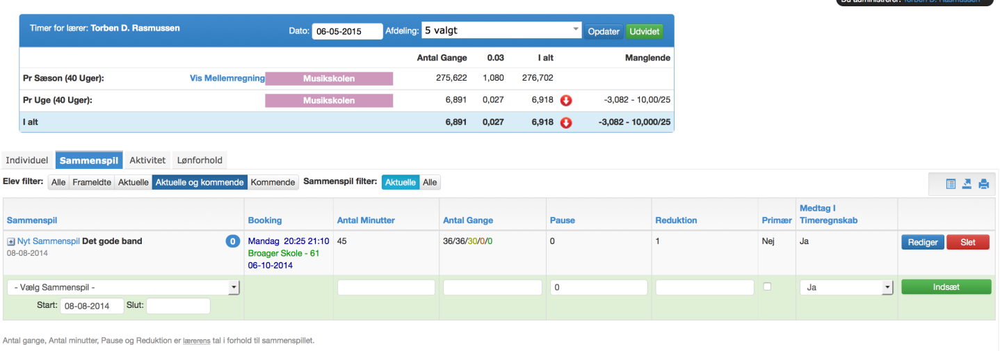 Du administrerer: Torben D. Rasmussen
Timer for lærer: Torben D. Rasmussen Dato: 06-05-2015 Afdeling: 5 valgt Opdater Udvidet
Antal Gange 0.03 I alt Manglende
Pr Sæson (40 Uger): Vis Mellemregning Musikskolen 275,622 1,080 276,702
Pr Uge (40 Uger): Musikskolen 6,891 0,027 6,918 -3,082 - 10,00/25
I alt 6,891 0,027 6,918 -3,082 - 10,000/25
Individuel Sammenspil Aktivitet Lønforhold
Elev filter: Alle Frameldte Aktuelle Aktuelle og kommende Kommende Sammenspil filter: Aktuelle Alle
Medtag I
Sammenspil Booking Antal Minutter Antal Gange Pause Reduktion Primær Timeregnskab
Nyt Sammenspil Det gode band 0 Mandag 20:25 21:10 45 36/36/30/0/0 0 1 Nej Ja Rediger Slet
08-08-2014 Broager Skole - 61
06-10-2014
- Vælg Sammenspil - 0 Ja Indsæt
Start: 08-08-2014 Slut:
Antal gange, Antal minutter, Pause og Reduktion er lærerens tal i forhold til sammenspillet.